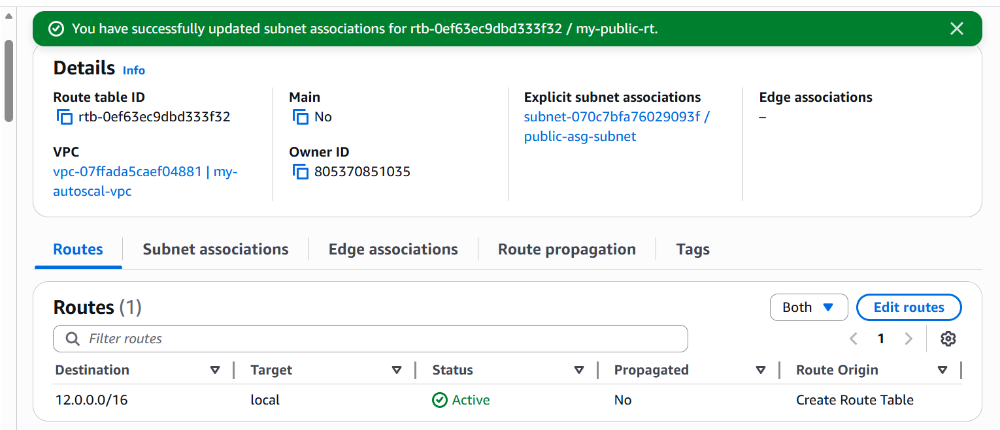 You have successfully updated subnet associations for rtb-0ef63ec9dbd333f32 / my-public-rt.
Details Info
Route table ID
rtb-0ef63ec9dbd333f32
Main
No
Explicit subnet associations
subnet-070c7bfa76029093f /
public-asg-subnet
Edge associations
–
VPC
vpc-07ffada5caef04881 | my-
autoscal-vpc
Owner ID
805370851035
Routes Subnet associations Edge associations Route propagation Tags
Routes (1)
Both Edit routes
Filter routes
1
Destination Target Status Propagated Route Origin
12.0.0.0/16 local Active No Create Route Table